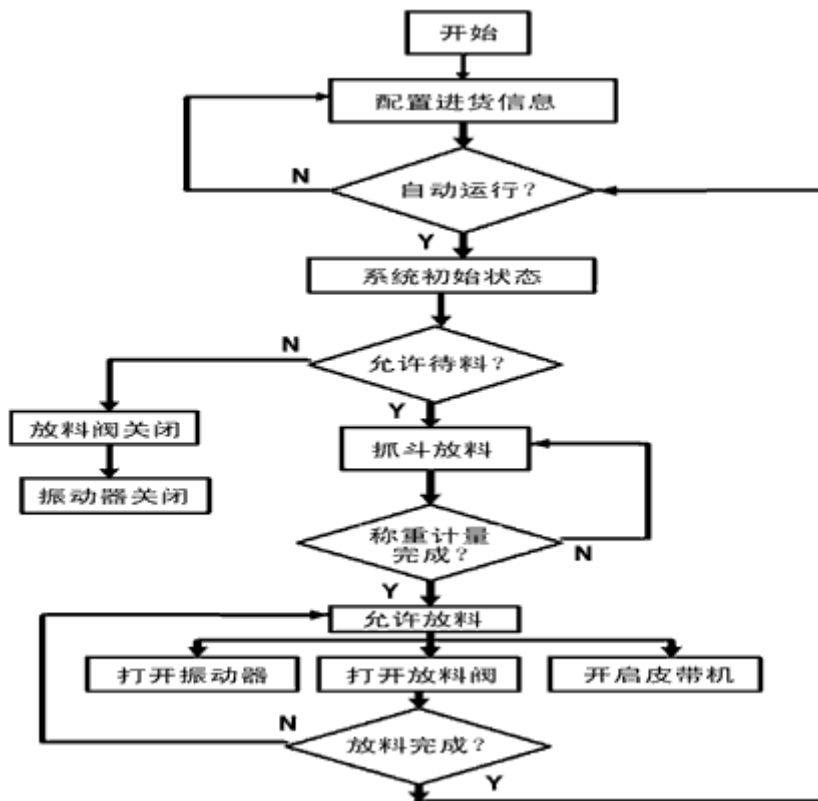 开始
配置进货信息
N
自动运行?
Y
系统初始状态
N
允许待料?
Y
放料阀关闭
抓斗放料
振动器关闭
称重计量
完成?
N
Y
允许放料
打开振动器
打开放料阀
开启皮带机
N
放料完成?
Y